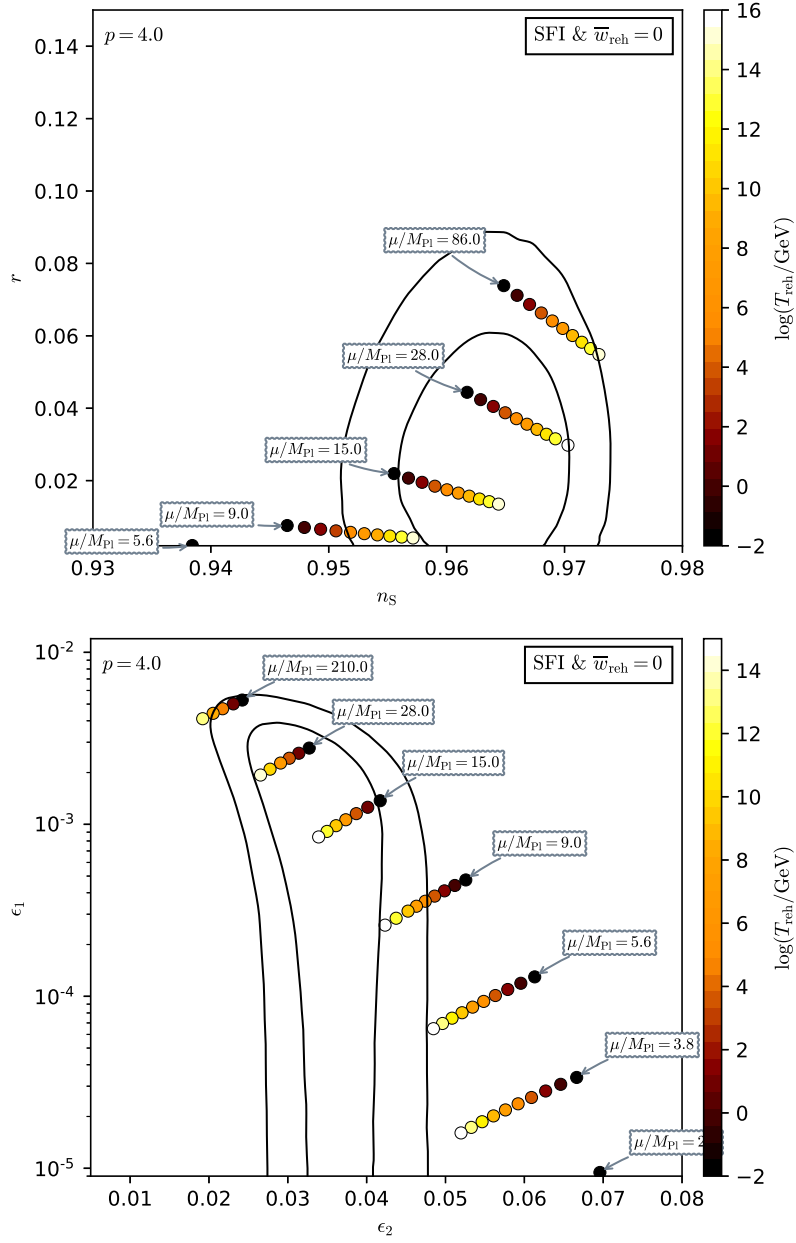 p = 4.0
SFI & w̅reh = 0
0.14
0.12
0.10
0.08
0.06
0.04
0.02
r
μ/MPl = 86.0
μ/MPl = 28.0
μ/MPl = 15.0
μ/MPl = 9.0
μ/MPl = 5.6
0.93 0.94 0.95 0.96 0.97 0.98
nS
16
14
12
10
8
6
4
2
0
−2
log(Treh/GeV)
p = 4.0
SFI & w̅reh = 0
10-2
10-3
10-4
10-5
ϵ1
μ/MPl = 210.0
μ/MPl = 28.0
μ/MPl = 15.0
μ/MPl = 9.0
μ/MPl = 5.6
μ/MPl = 3.8
μ/MPl = 2
0.01 0.02 0.03 0.04 0.05 0.06 0.07 0.08
ϵ2
14
12
10
8
6
4
2
0
−2
log(Treh/GeV)